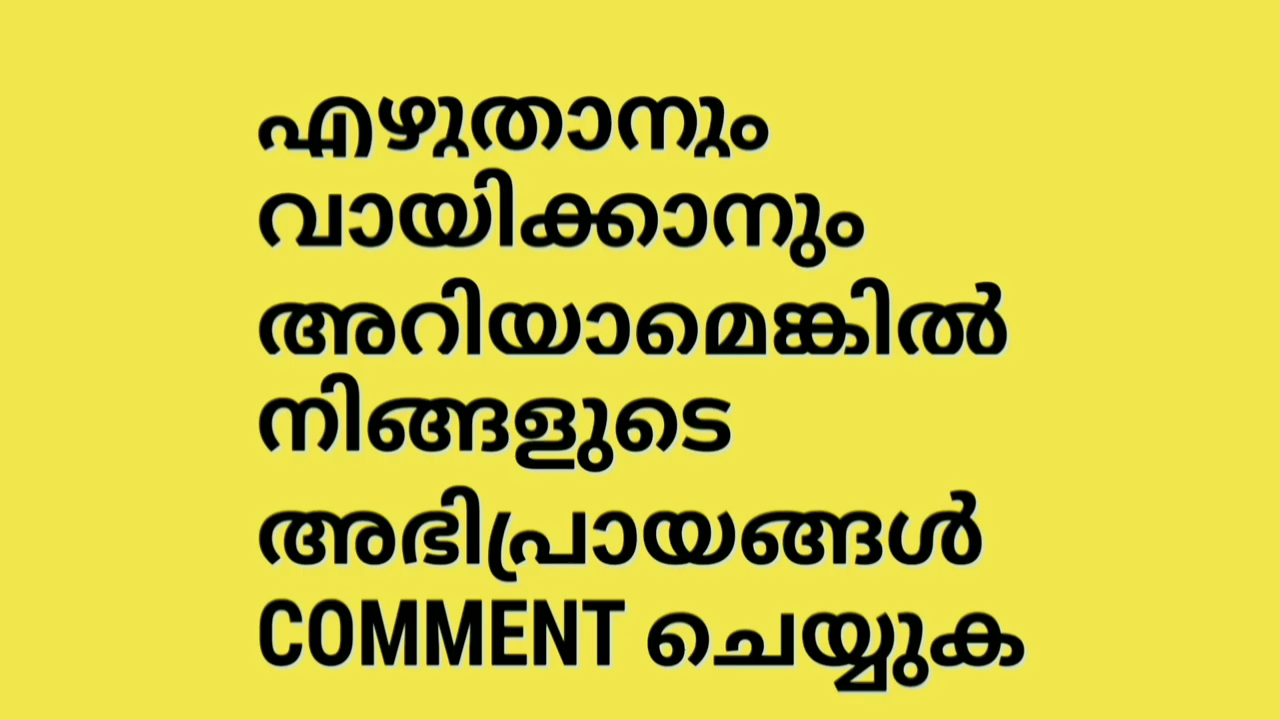 എഴുതാനും
വായിക്കാനും
അറിയാമെങ്കിൽ
നിങ്ങളുടെ
അഭിപ്രായങ്ങൾ
COMMENT ചെയ്യുക